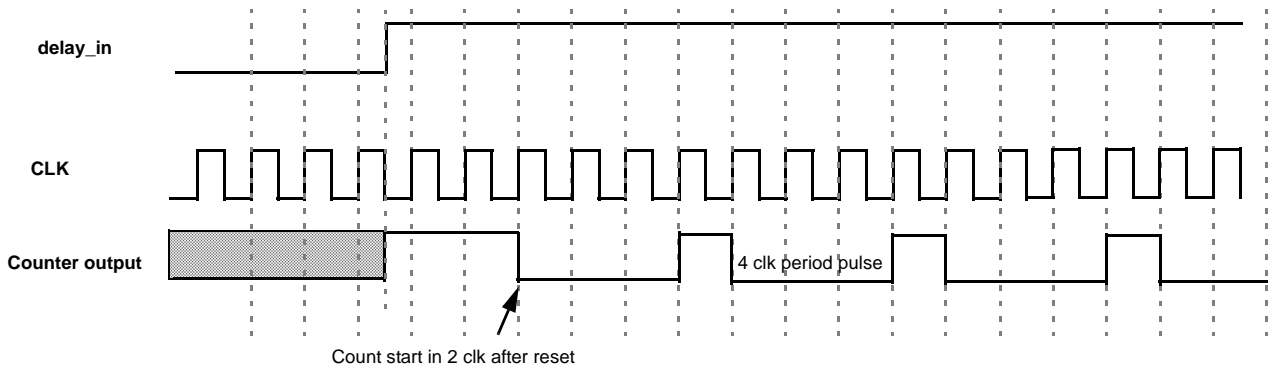 delay_in
CLK
Counter output
4 clk period pulse
Count start in 2 clk after reset